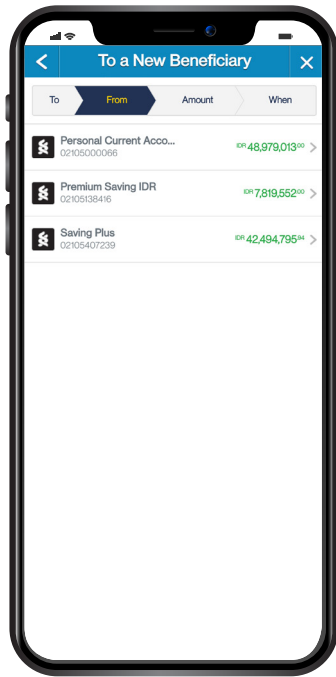 To a New Beneficiary
To From Amount When
Personal Current Acco...
02105000066
IDR 48,979,013.00
Premium Saving IDR
02105138416
IDR 7,819,552.00
Saving Plus
02105407239
IDR 42,494,795.94